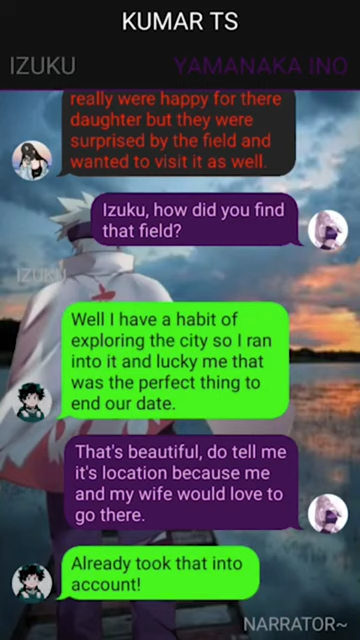 KUMAR TS
IZUKU
YAMANAKA INO
really were happy for there
daughter but they were
surprised by the field and
wanted to visit it as well.
Izuku, how did you find
that field?
IZUKU
Well I have a habit of
exploring the city so I ran
into it and lucky me that
was the perfect thing to
end our date.
That's beautiful, do tell me
it's location because me
and my wife would love to
go there.
Already took that into
account!
NARRATOR~